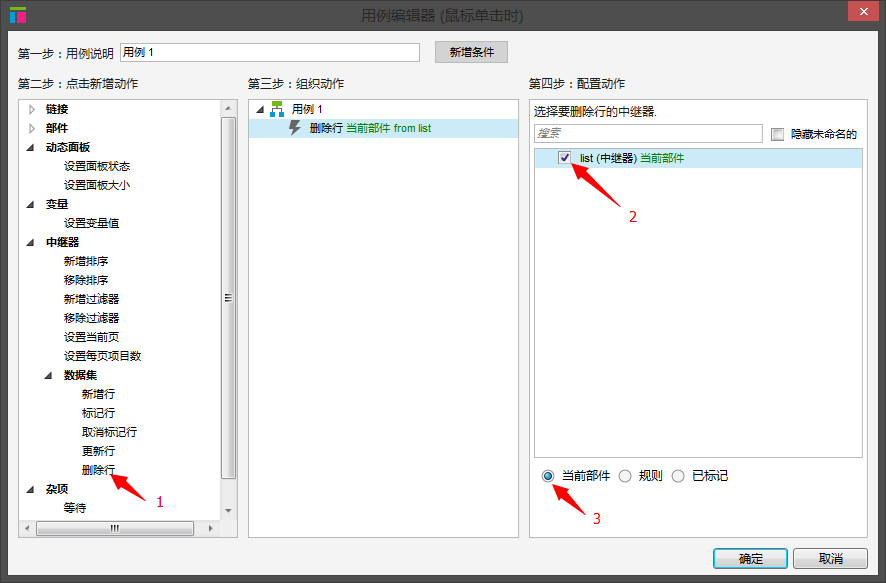 用例编辑器 (鼠标单击时)
第一步：用例说明 用例 1 新增条件
第二步：点击新增动作
链接
部件
动态面板
设置面板状态
设置面板大小
变量
设置变量值
中继器
新增排序
移除排序
新增过滤器
移除过滤器
设置当前页
设置每页项目数
数据集
新增行
标记行
取消标记行
更新行
删除行
1
杂项
等待
第三步：组织动作
用例 1
删除行 当前部件 from list
第四步：配置动作
选择要删除行的中继器.
搜索 隐藏未命名的
list (中继器) 当前部件
2
当前部件 规则 已标记
3
确定 取消